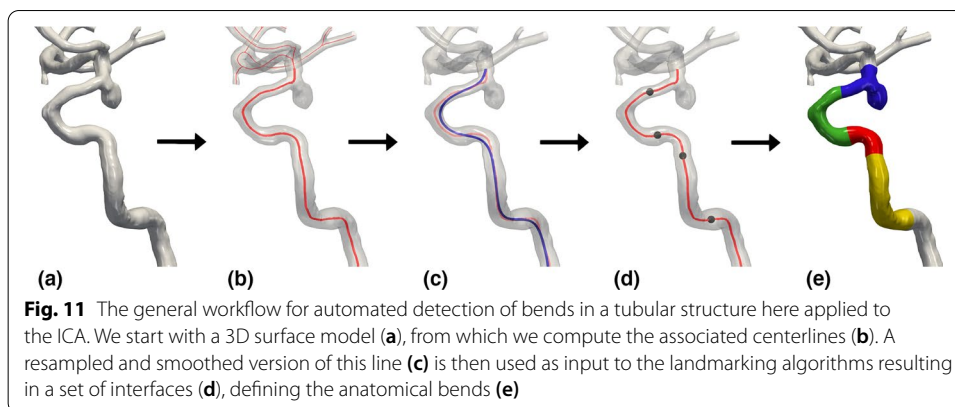 (a) (b) (c) (d) (e)
Fig. 11 The general workflow for automated detection of bends in a tubular structure here applied to
the ICA. We start with a 3D surface model (a), from which we compute the associated centerlines (b). A
resampled and smoothed version of this line (c) is then used as input to the landmarking algorithms resulting
in a set of interfaces (d), defining the anatomical bends (e)